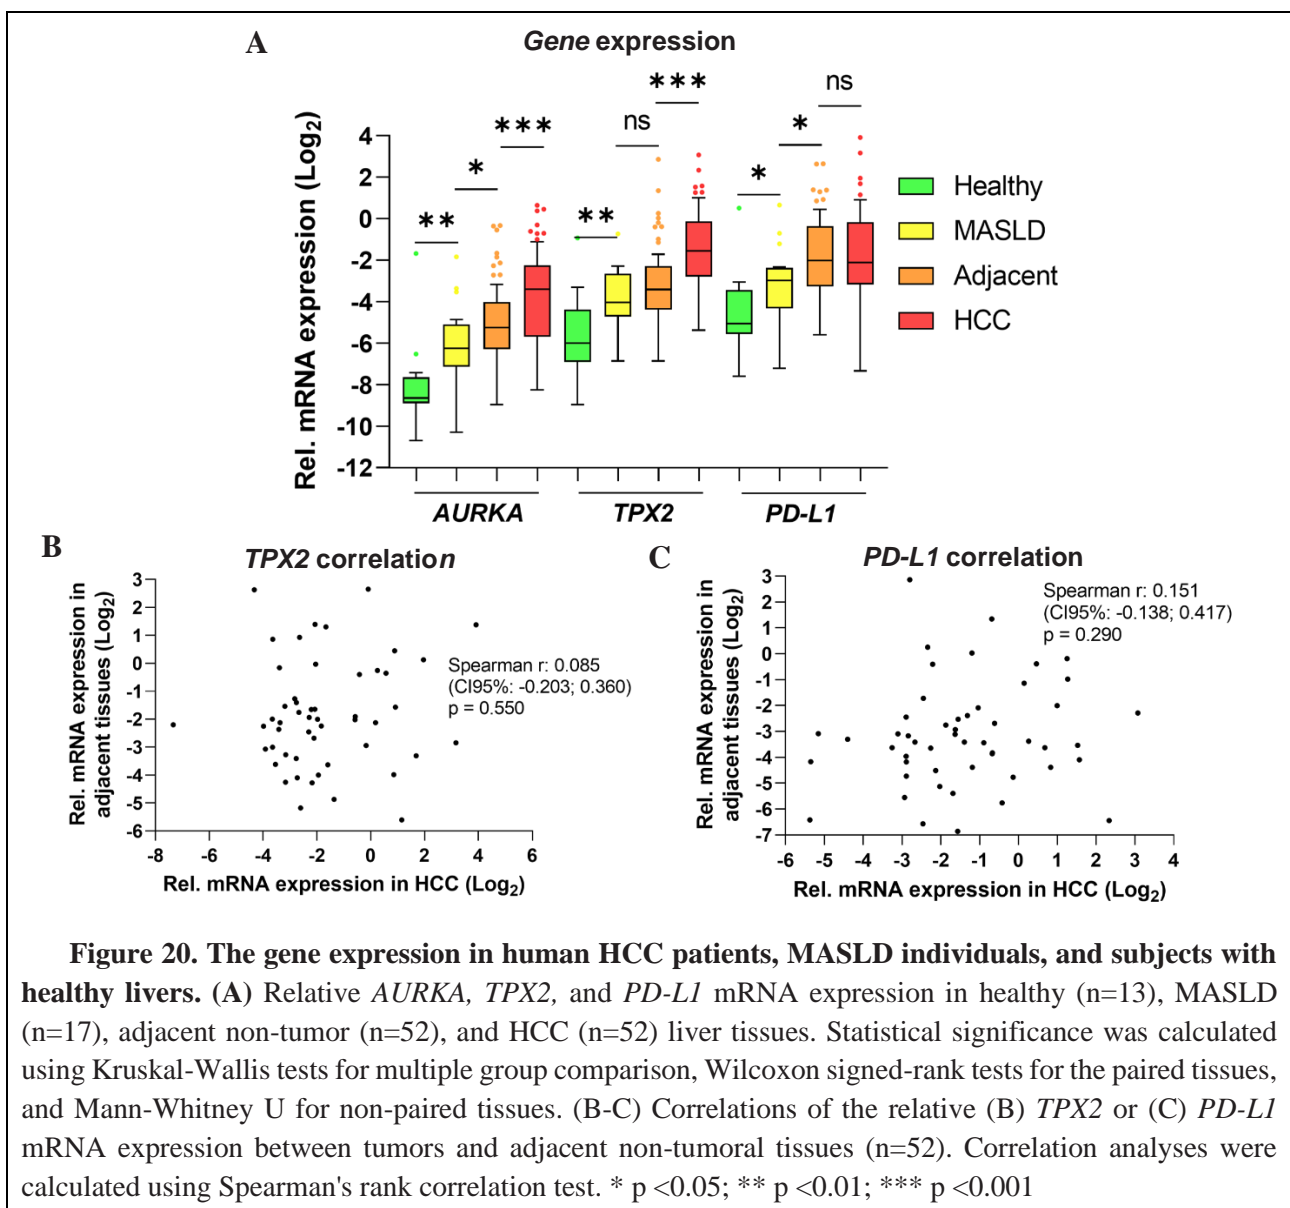 A
Gene expression
Rel. mRNA expression (Log2)
4
2
0
-2
-4
-6
-8
-10
-12
**
*
***
**
ns
***
*
*
ns
AURKA
TPX2
PD-L1
Healthy
MASLD
Adjacent
HCC
B
TPX2 correlation
Rel. mRNA expression in
adjacent tissues (Log2)
3
2
1
0
-1
-2
-3
-4
-5
-6
-8 -6 -4 -2 0 2 4 6
Rel. mRNA expression in HCC (Log2)
Spearman r: 0.085
(CI95%: -0.203; 0.360)
p = 0.550
C
PD-L1 correlation
Rel. mRNA expression in
adjacent tissues (Log2)
3
2
1
0
-1
-2
-3
-4
-5
-6
-7
-6 -5 -4 -3 -2 -1 0 1 2 3 4
Rel. mRNA expression in HCC (Log2)
Spearman r: 0.151
(CI95%: -0.138; 0.417)
p = 0.290
Figure 20. The gene expression in human HCC patients, MASLD individuals, and subjects with
healthy livers. (A) Relative AURKA, TPX2, and PD-L1 mRNA expression in healthy (n=13), MASLD
(n=17), adjacent non-tumor (n=52), and HCC (n=52) liver tissues. Statistical significance was calculated
using Kruskal-Wallis tests for multiple group comparison, Wilcoxon signed-rank tests for the paired tissues,
and Mann-Whitney U for non-paired tissues. (B-C) Correlations of the relative (B) TPX2 or (C) PD-L1
mRNA expression between tumors and adjacent non-tumoral tissues (n=52). Correlation analyses were
calculated using Spearman's rank correlation test. * p <0.05; ** p <0.01; *** p <0.001